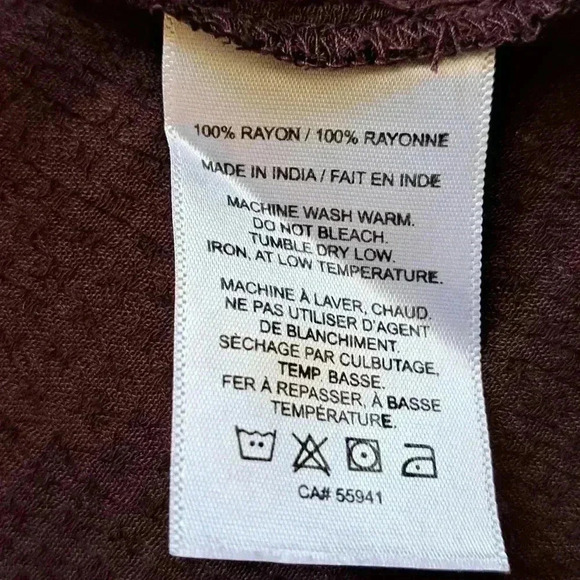 100% RAYON / 100% RAYONNE
MADE IN INDIA / FAIT EN INDE
MACHINE WASH WARM.
DO NOT BLEACH.
TUMBLE DRY LOW.
IRON, AT LOW TEMPERATURE.
MACHINE À LAVER, CHAUD.
NE PAS UTILISER D'AGENT
DE BLANCHIMENT.
SÈCHAGE PAR CULBUTAGE,
TEMP. BASSE.
FER À REPASSER, À BASSE
TEMPÉRATURE.
CA# 55941